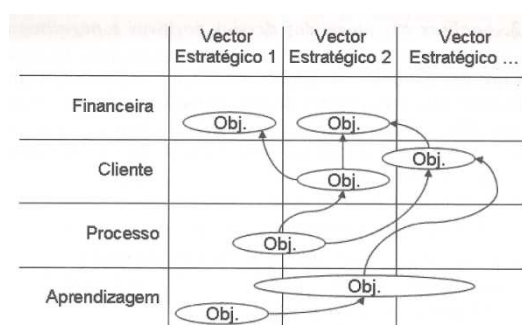 Vector
Estratégico 1
Vector
Estratégico 2
Vector
Estratégico ...
Financeira
Obj.
Obj.
Cliente
Obj.
Obj.
Processo
Obj.
Aprendizagem
Obj.
Obj.